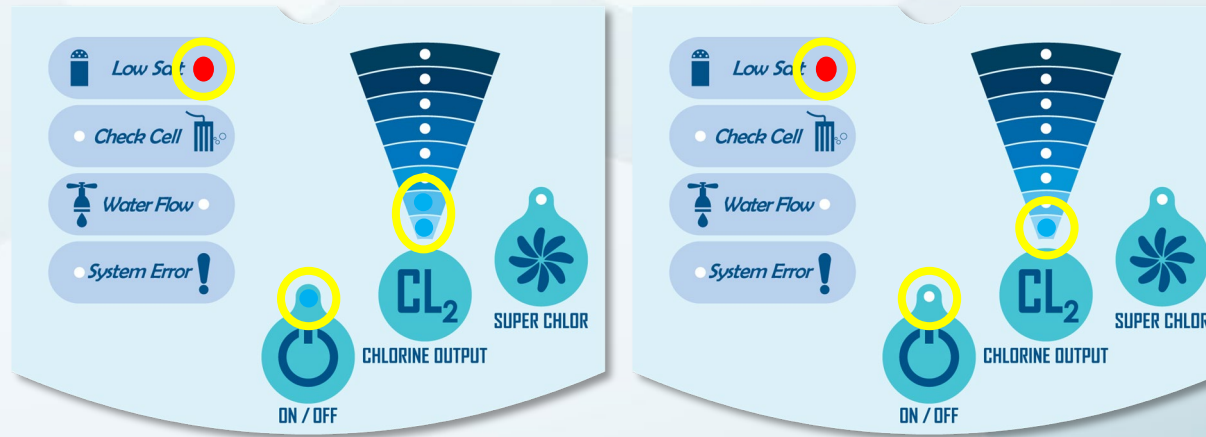 Low Salt
Check Cell
Water Flow
System Error
CL2
SUPER CHLOR
CHLORINE OUTPUT
ON / OFF
Low Salt
Check Cell
Water Flow
System Error
CL2
SUPER CHLOR
CHLORINE OUTPUT
ON / OFF